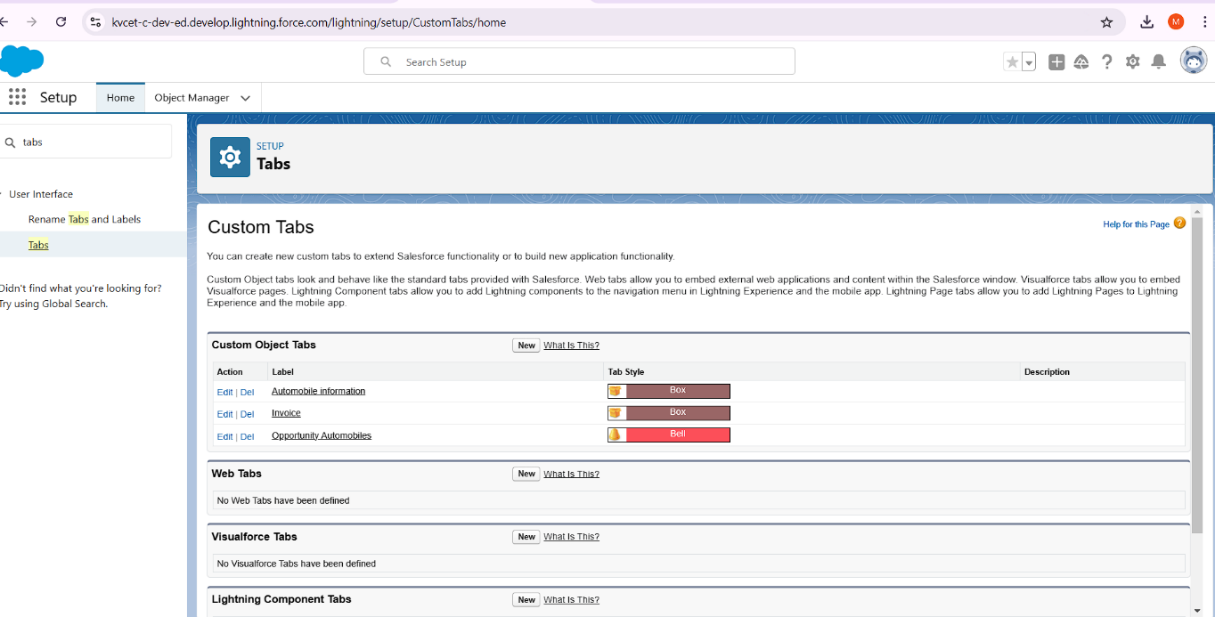 kvcet-c-dev-ed.develop.lightning.force.com/lightning/setup/CustomTabs/home
M
Search Setup
Setup
Home
Object Manager
tabs
User Interface
Rename Tabs and Labels
Tabs
Didn't find what you're looking for?
Try using Global Search.
SETUP
Tabs
Custom Tabs
Help for this Page
You can create new custom tabs to extend Salesforce functionality or to build new application functionality.
Custom Object tabs look and behave like the standard tabs provided with Salesforce. Web tabs allow you to embed external web applications and content within the Salesforce window. Visualforce tabs allow you to embed
Visualforce pages. Lightning Component tabs allow you to add Lightning components to the navigation menu in Lightning Experience and the mobile app. Lightning Page tabs allow you to add Lightning Pages to Lightning
Experience and the mobile app.
Custom Object Tabs New What Is This?
Action Label Tab Style Description
Edit | Del Automobile information Box
Edit | Del Invoice Box
Edit | Del Opportunity Automobiles Bell
Web Tabs New What Is This?
No Web Tabs have been defined
Visualforce Tabs New What Is This?
No Visualforce Tabs have been defined
Lightning Component Tabs New What Is This?